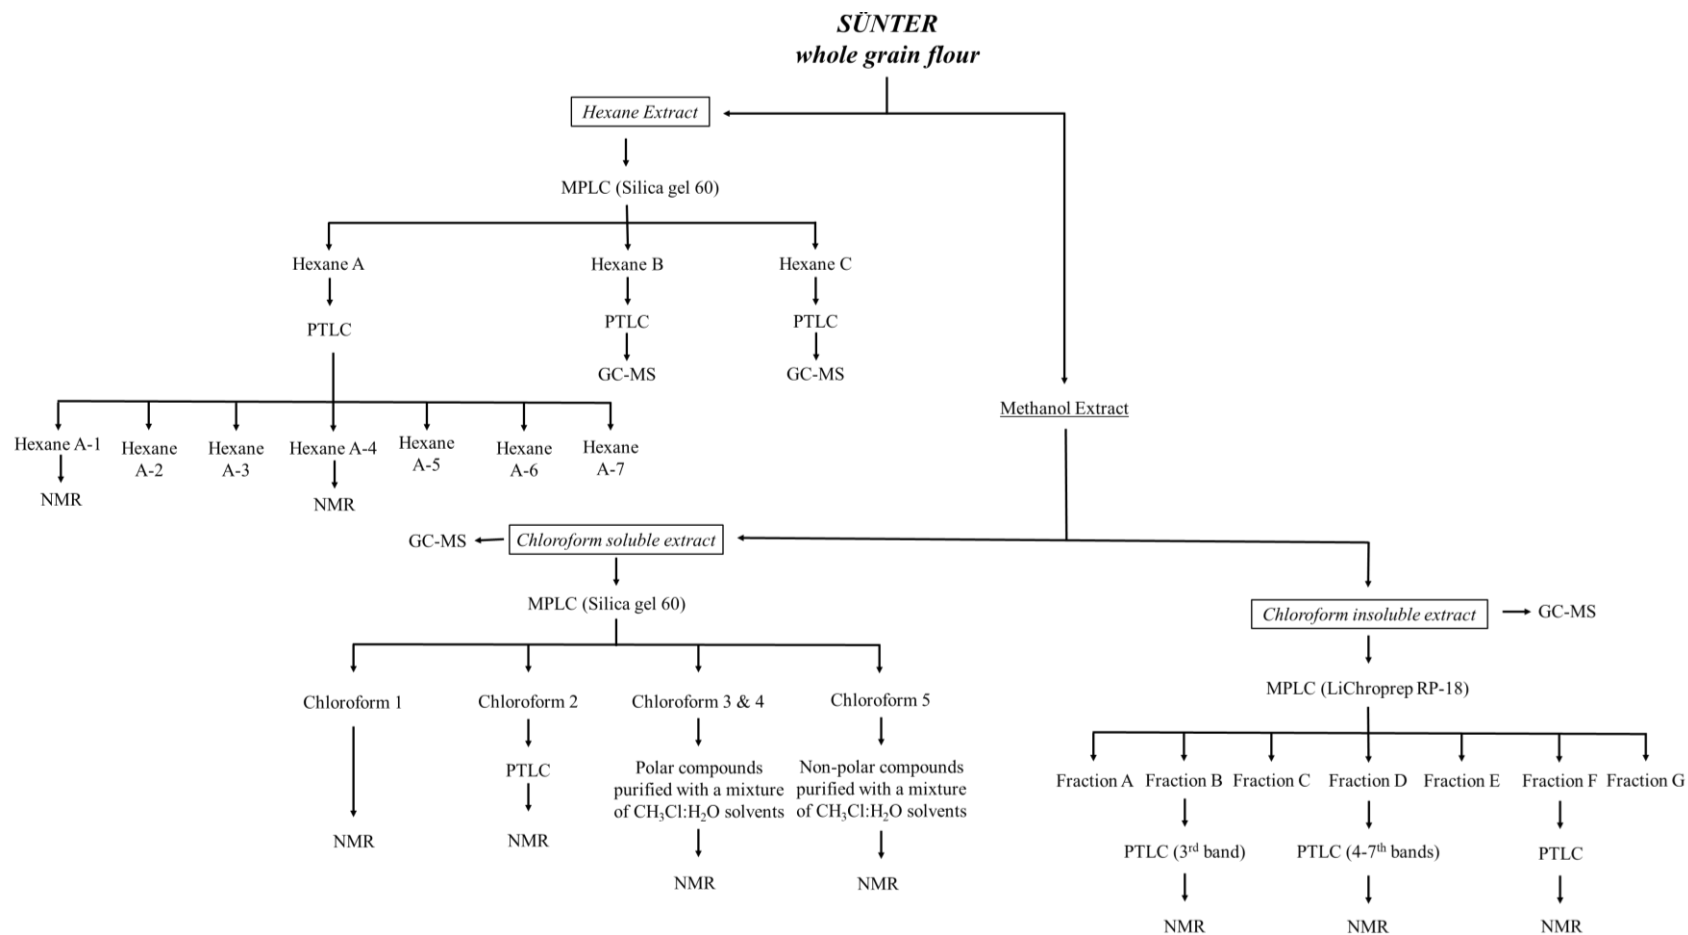 SÜNTER
whole grain flour
Hexane Extract
MPLC (Silica gel 60)
Hexane A
Hexane B
Hexane C
PTLC
PTLC
PTLC
GC-MS
GC-MS
Methanol Extract
Hexane A-1
Hexane
A-2
Hexane
A-3
Hexane A-4
Hexane
A-5
Hexane
A-6
Hexane
A-7
NMR
NMR
GC-MS
Chloroform soluble extract
MPLC (Silica gel 60)
Chloroform 1
Chloroform 2
Chloroform 3 & 4
Chloroform 5
PTLC
Polar compounds
purified with a mixture
of CH₃Cl:H₂O solvents
Non-polar compounds
purified with a mixture
of CH₃Cl:H₂O solvents
NMR
NMR
NMR
NMR
Chloroform insoluble extract
GC-MS
MPLC (LiChroprep RP-18)
Fraction A
Fraction B
Fraction C
Fraction D
Fraction E
Fraction F
Fraction G
PTLC (3ʳᵈ band)
PTLC (4-7ᵗʰ bands)
PTLC
NMR
NMR
NMR